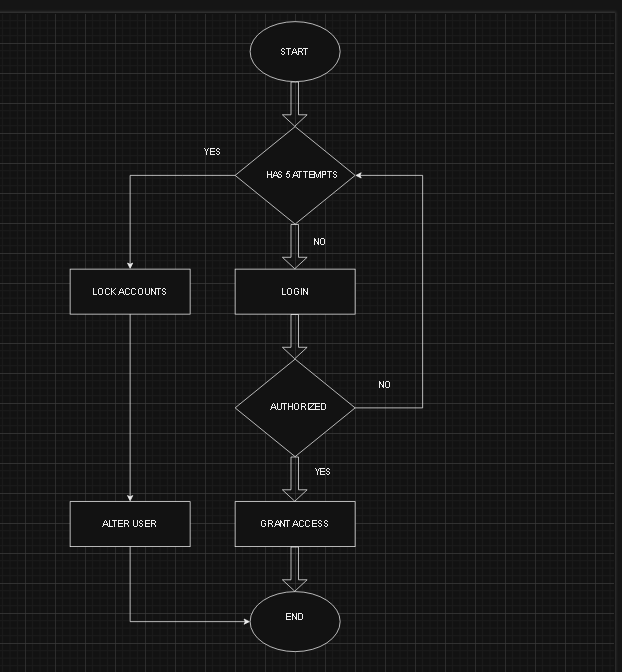 START
YES
HAS 5 ATTEMPTS
NO
LOCK ACCOUNTS
LOGIN
NO
AUTHORIZED
YES
ALTER USER
GRANT ACCESS
END